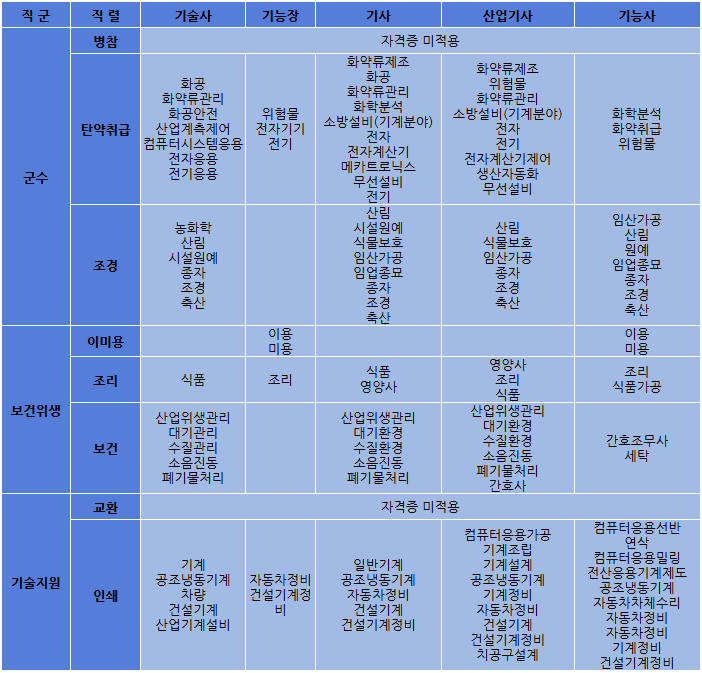 직 군 직 렬 기술사 기능장 기사 산업기사 기능사
군수
병참
자격증 미적용
탄약취급
화공
화약류관리
화공안전
산업계측제어
컴퓨터시스템응용
전자응용
전기응용
위험물
전자기기
전기
화약류제조
화공
화약류관리
화학분석
소방설비(기계분야)
전자
전자계산기
메카트로닉스
무선설비
전기
화약류제조
위험물
화약류관리
소방설비(기계분야)
전자
전기
전자계산기제어
생산자동화
무선설비
화학분석
화약취급
위험물
조경
농화학
산림
시설원예
종자
조경
축산
산림
시설원예
식물보호
임산가공
임업종묘
종자
조경
축산
산림
식물보호
임산가공
종자
조경
축산
임산가공
산림
원예
임업종묘
종자
조경
축산
보건위생
이미용
이용
미용
이용
미용
조리
식품
조리
식품
영양사
영양사
조리
식품
조리
식품가공
보건
산업위생관리
대기관리
수질관리
소음진동
폐기물처리
산업위생관리
대기환경
수질환경
소음진동
폐기물처리
산업위생관리
대기환경
수질환경
소음진동
폐기물처리
간호사
간호조무사
세탁
기술지원
교환
자격증 미적용
인쇄
기계
공조냉동기계
차량
건설기계
산업기계설비
자동차정비
건설기계정
비
일반기계
공조냉동기계
자동차정비
건설기계
건설기계정비
컴퓨터응용가공
기계조립
기계설계
공조냉동기계
기계정비
자동차정비
건설기계
건설기계정비
치공구설계
컴퓨터응용선반
연삭
컴퓨터응용밀링
전산응용기계제도
공조냉동기계
자동차차체수리
자동차정비
자동차정비
기계정비
건설기계정비